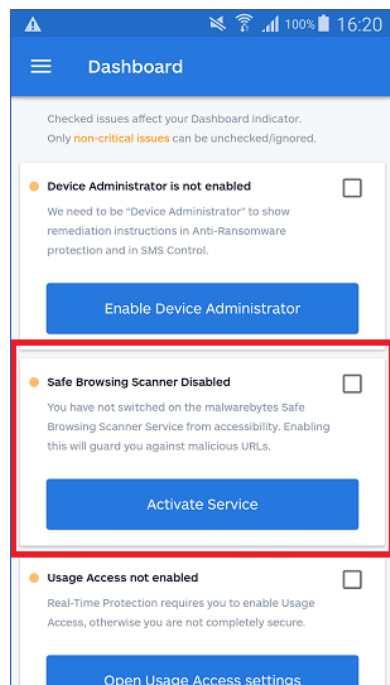 100% 16:20
Dashboard
Checked issues affect your Dashboard indicator.
Only non-critical issues can be unchecked/ignored.
Device Administrator is not enabled
We need to be "Device Administrator" to show
remediation instructions in Anti-Ransomware
protection and in SMS Control.
Enable Device Administrator
Safe Browsing Scanner Disabled
You have not switched on the malwarebytes Safe
Browsing Scanner Service from accessibility. Enabling
this will guard you against malicious URLs.
Activate Service
Usage Access not enabled
Real-Time Protection requires you to enable Usage
Access, otherwise you are not completely secure.
Open Usage Access settings